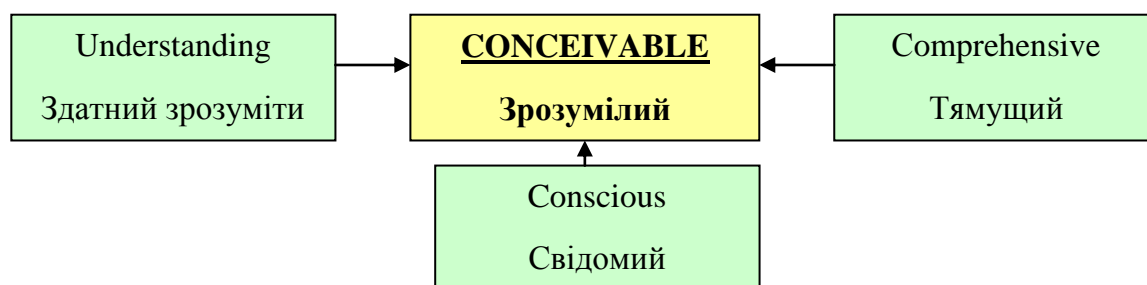 Understanding
Здатний зрозуміти
CONCEIVABLE
Зрозумілий
Comprehensive
Тямущий
Conscious
Свідомий